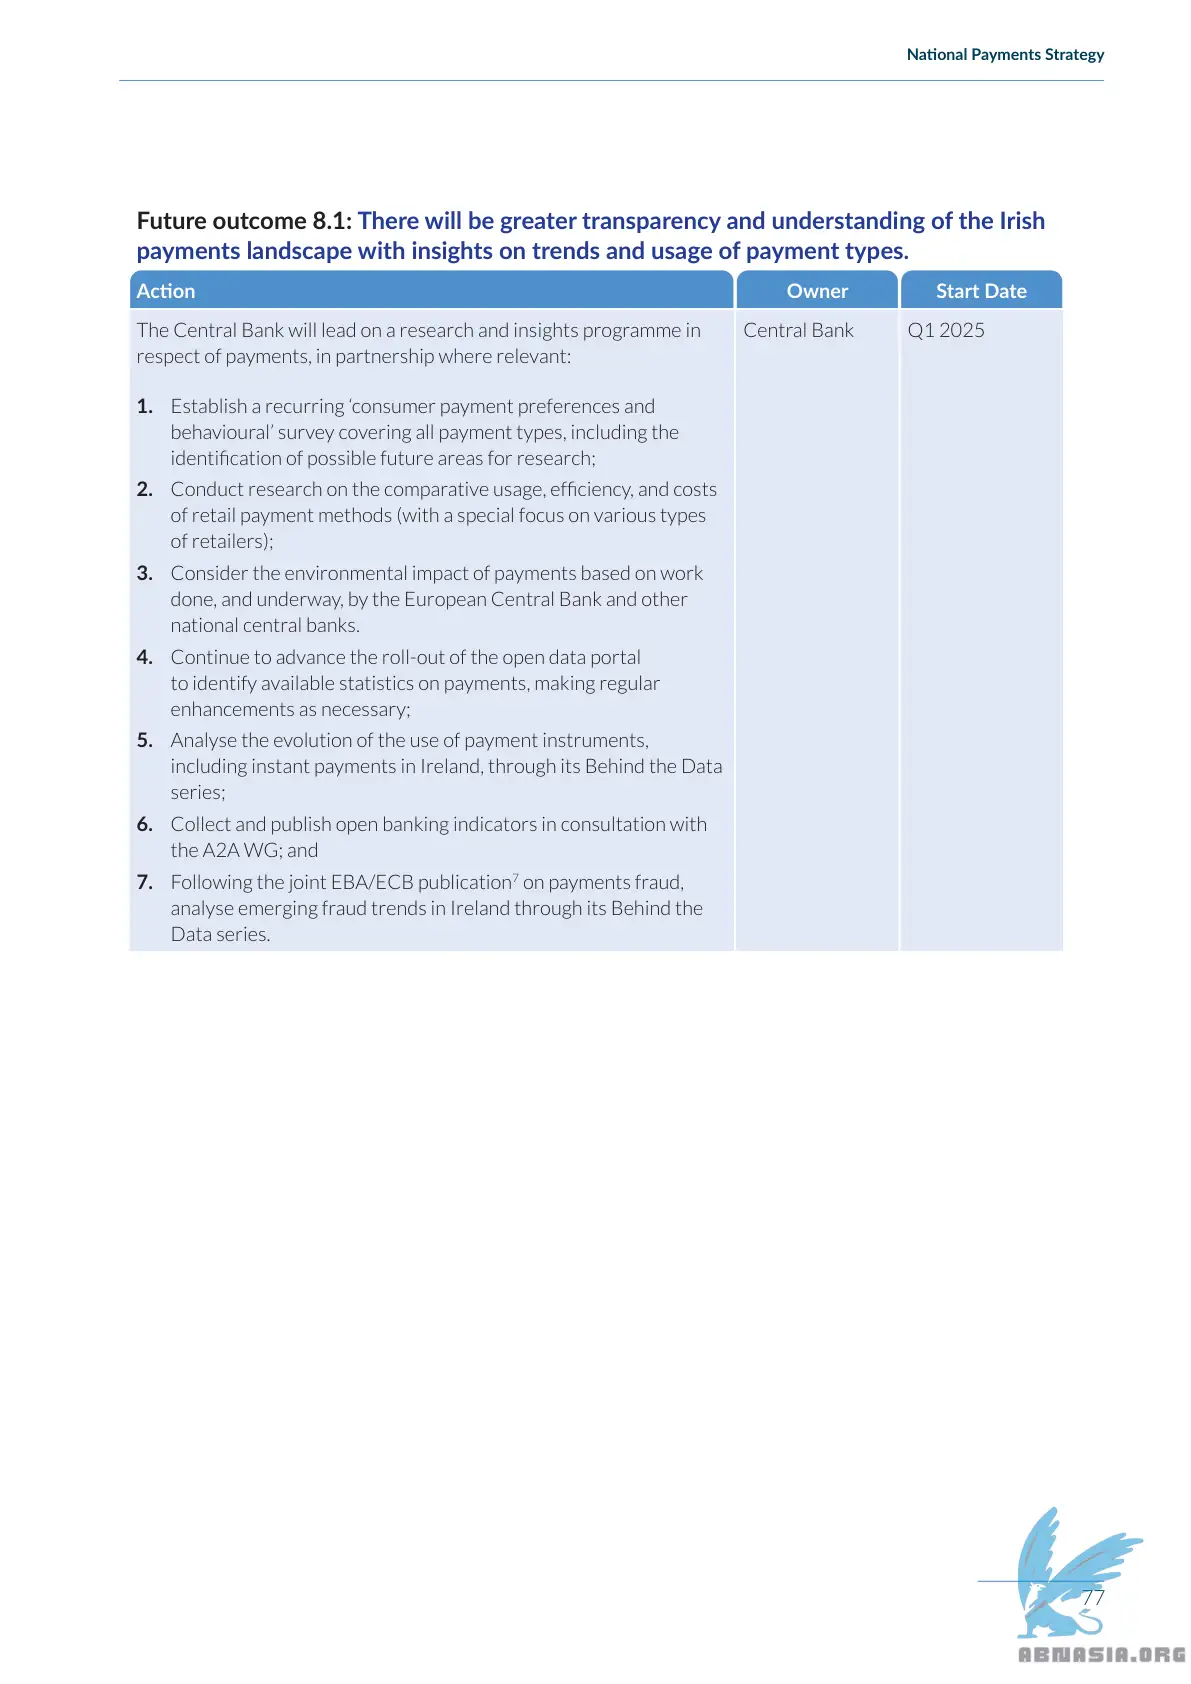 National Payments Strategy
Future outcome 8.1: There will be greater transparency and understanding of the Irish
payments landscape with insights on trends and usage of payment types.
Action Owner Start Date
The Central Bank will lead on a research and insights programme in Central Bank Q1 2025
respect of payments, in partnership where relevant:
1. Establish a recurring ‘consumer payment preferences and
behavioural’ survey covering all payment types, including the
identification of possible future areas for research;
2. Conduct research on the comparative usage, efficiency, and costs
of retail payment methods (with a special focus on various types
of retailers);
3. Consider the environmental impact of payments based on work
done, and underway, by the European Central Bank and other
national central banks.
4. Continue to advance the roll-out of the open data portal
to identify available statistics on payments, making regular
enhancements as necessary;
5. Analyse the evolution of the use of payment instruments,
including instant payments in Ireland, through its Behind the Data
series;
6. Collect and publish open banking indicators in consultation with
the A2A WG; and
7. Following the joint EBA/ECB publication7 on payments fraud,
analyse emerging fraud trends in Ireland through its Behind the
Data series.
77
ABNASIA.ORG